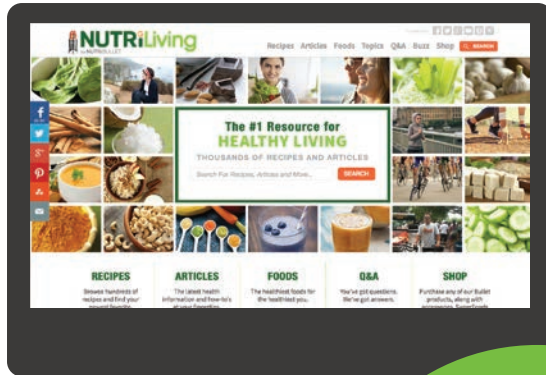 NUTRiLiving
by NUTRiBULLET
Recipes Articles Foods Topics Q&A Buzz Shop SEARCH
The #1 Resource for
HEALTHY LIVING
THOUSANDS OF RECIPES AND ARTICLES
Search For Recipes, Articles and More...
SEARCH
RECIPES
Browse hundreds of
recipes and find your
ARTICLES
The latest health
information and how-to's
FOODS
The healthiest foods for
the healthiest you.
Q&A
You've got questions.
We've got answers.
SHOP
Purchase any of our Bullet
products, along with